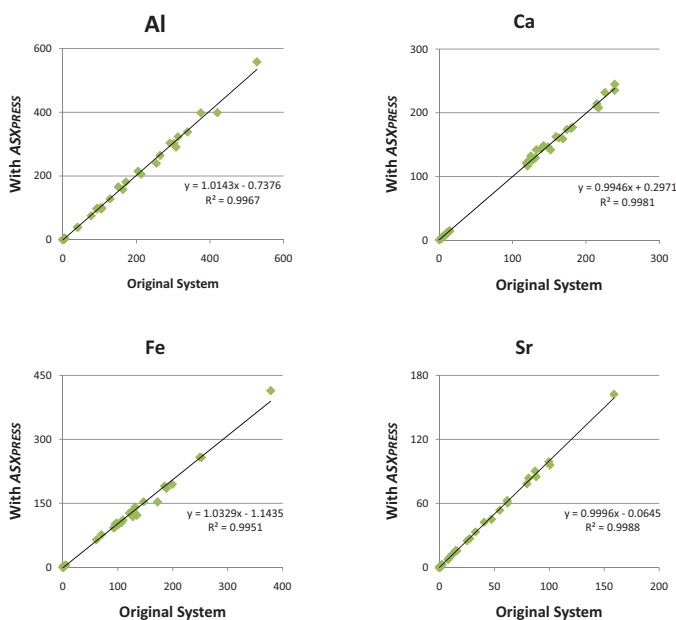 Al
With ASXPRESS
600
400
200
0
y = 1.0143x - 0.7376
R² = 0.9967
0 200 400 600
Original System
Ca
With ASXPRESS
300
200
100
0
y = 0.9946x + 0.2971
R² = 0.9981
0 100 200 300
Original System
Fe
With ASXPRESS
450
300
150
0
y = 1.0329x - 1.1435
R² = 0.9951
0 100 200 300 400
Original System
Sr
With ASXPRESS
180
120
60
0
y = 0.9996x - 0.0645
R² = 0.9988
0 50 100 150 200
Original System